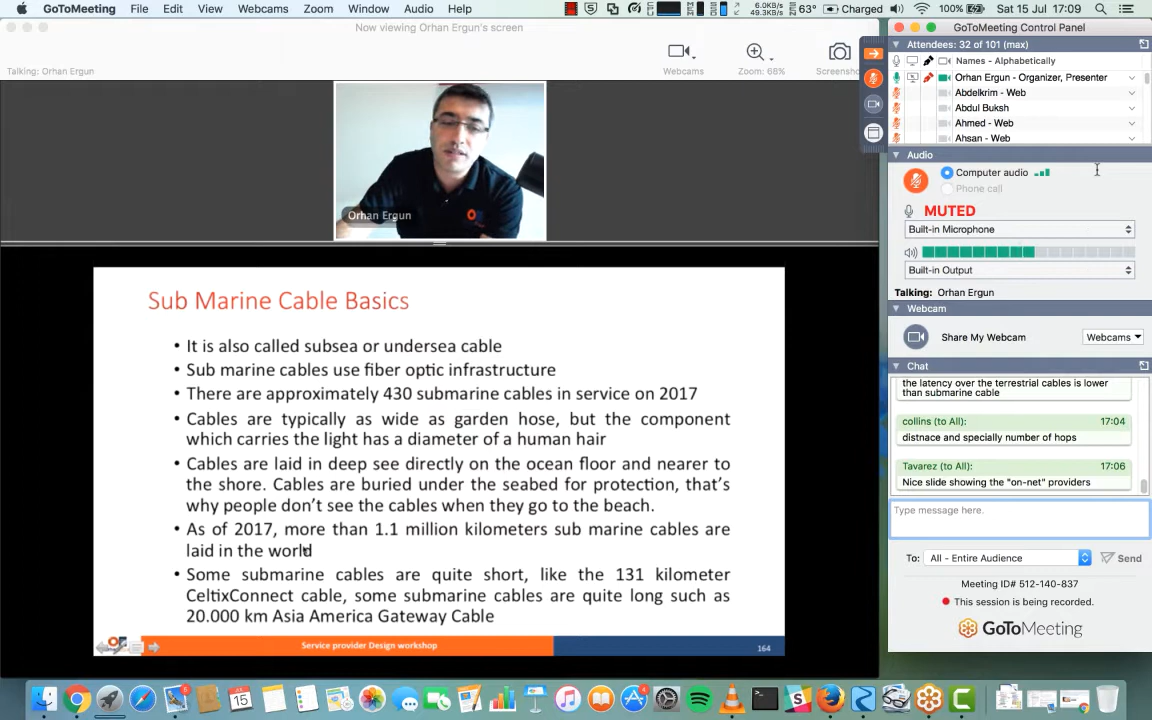 GoToMeeting File Edit View Webcams Zoom Window Audio Help
6.0KB/s
49.3KB/s
63° Charged 100% Sat 15 Jul 17:09
Now viewing Orhan Ergun's screen
Talking: Orhan Ergun
Webcams
Zoom: 68%
Screensho
Orhan Ergun
Sub Marine Cable Basics
• It is also called subsea or undersea cable
• Sub marine cables use fiber optic infrastructure
• There are approximately 430 submarine cables in service on 2017
• Cables are typically as wide as garden hose, but the component
which carries the light has a diameter of a human hair
• Cables are laid in deep see directly on the ocean floor and nearer to
the shore. Cables are buried under the seabed for protection, that's
why people don't see the cables when they go to the beach.
• As of 2017, more than 1.1 million kilometers sub marine cables are
laid in the world
• Some submarine cables are quite short, like the 131 kilometer
CeltixConnect cable, some submarine cables are quite long such as
20.000 km Asia America Gateway Cable
Service provider Design workshop
164
GoToMeeting Control Panel
Attendees: 32 of 101 (max)
Names - Alphabetically
Orhan Ergun - Organizer, Presenter
Abdelkrim - Web
Abdul Buksh
Ahmed - Web
Ahsan - Web
Audio
Computer audio
Phone call
MUTED
Built-in Microphone
Built-in Output
Talking: Orhan Ergun
Webcam
Share My Webcam
Webcams
Chat
the latency over the terrestrial cables is lower
than submarine cable
collins (to All): 17:04
distnace and specially number of hops
Tavarez (to All): 17:06
Nice slide showing the "on-net" providers
Type message here.
To: All - Entire Audience
Send
Meeting ID# 512-140-837
This session is being recorded.
GoToMeeting